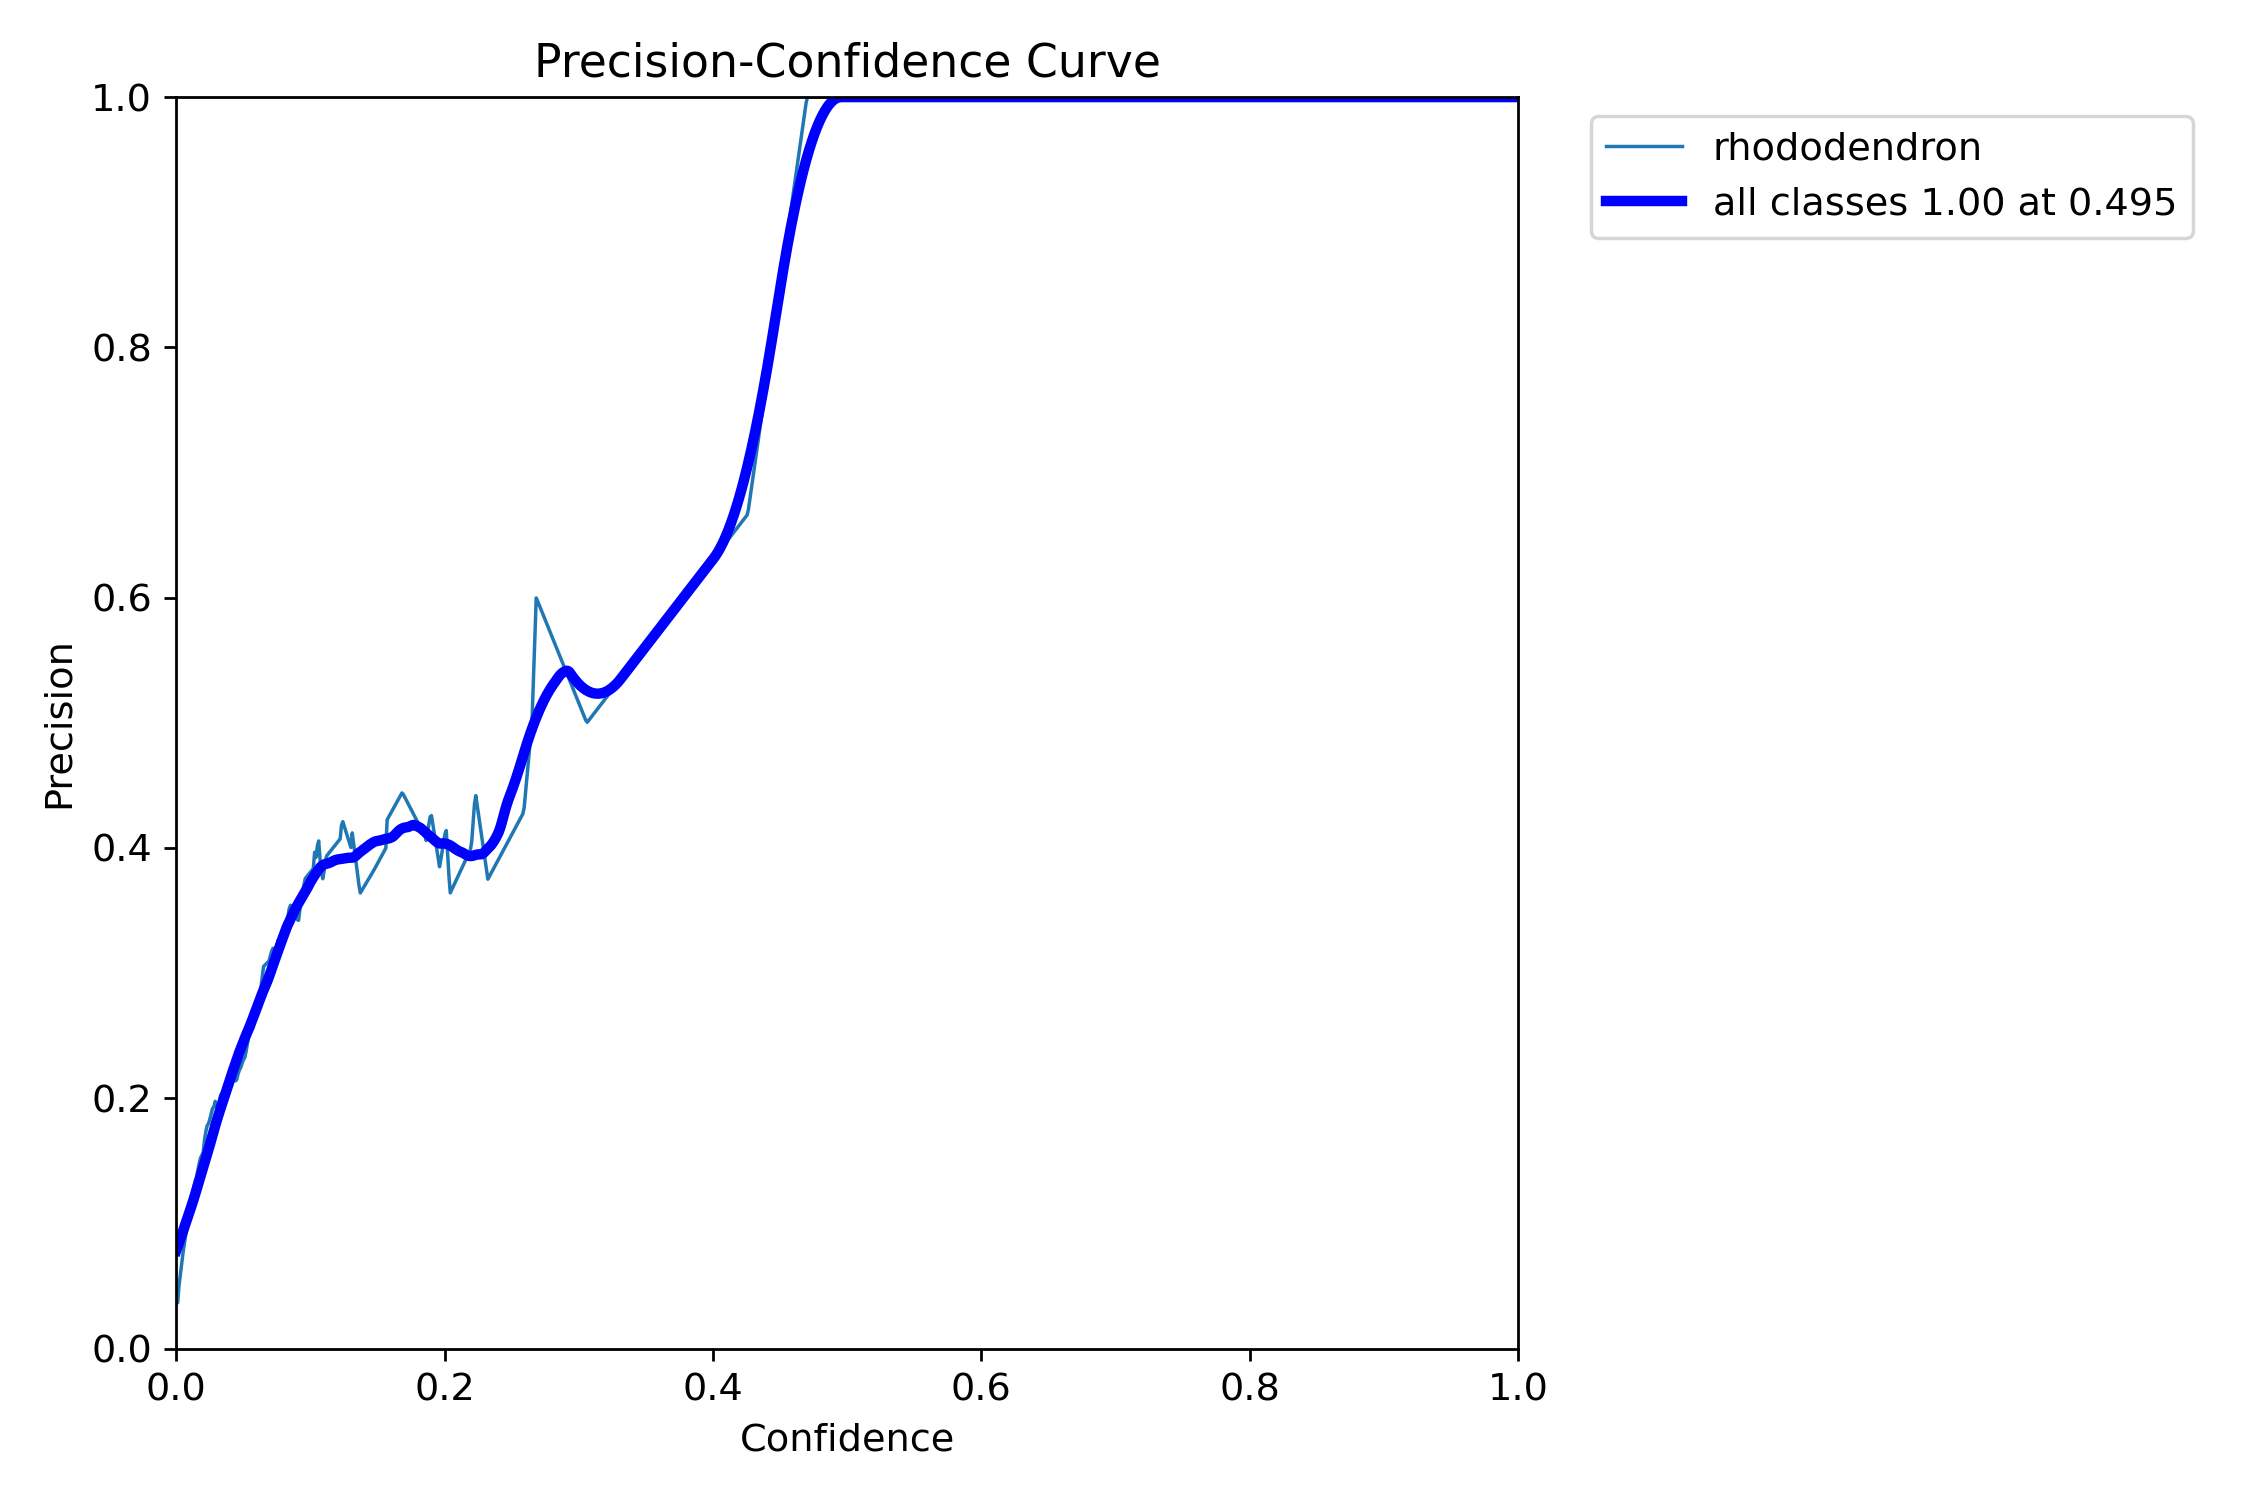 Precision-Confidence Curve
rhododendron
all classes 1.00 at 0.495
1.0
0.8
0.6
0.4
0.2
0.0
Precision
0.0 0.2 0.4 0.6 0.8 1.0
Confidence